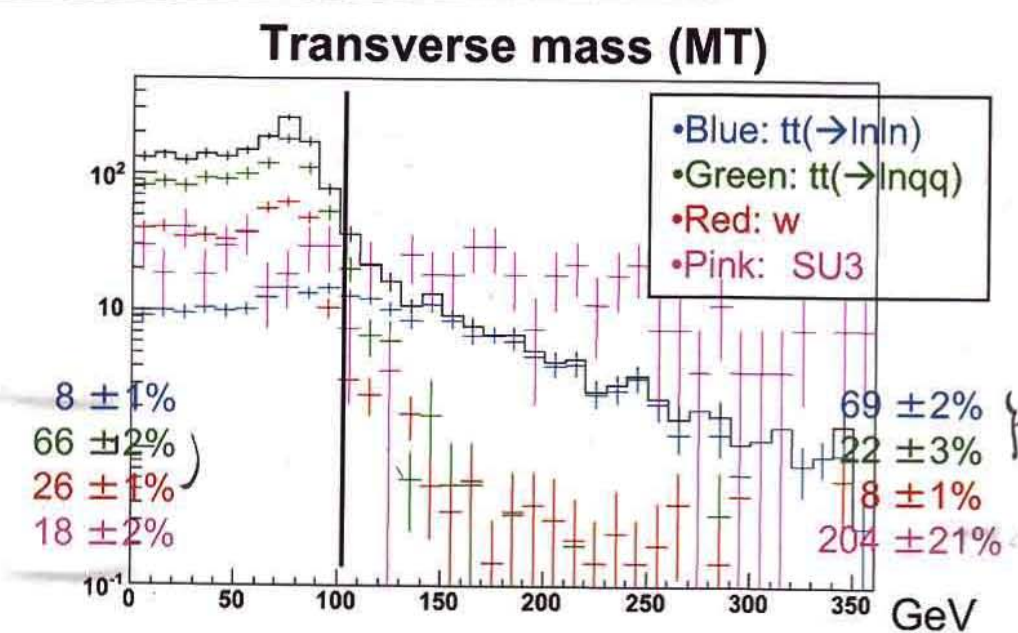 Transverse mass (MT)
•Blue: tt(→lnln)
•Green: tt(→lnqq)
•Red: w
•Pink: SU3
10²
10
10⁻¹
8 ±1%
66 ±2%
26 ±1%
18 ±2%
69 ±2%
22 ±3%
8 ±1%
204 ±21%
0 50 100 150 200 250 300 350 GeV